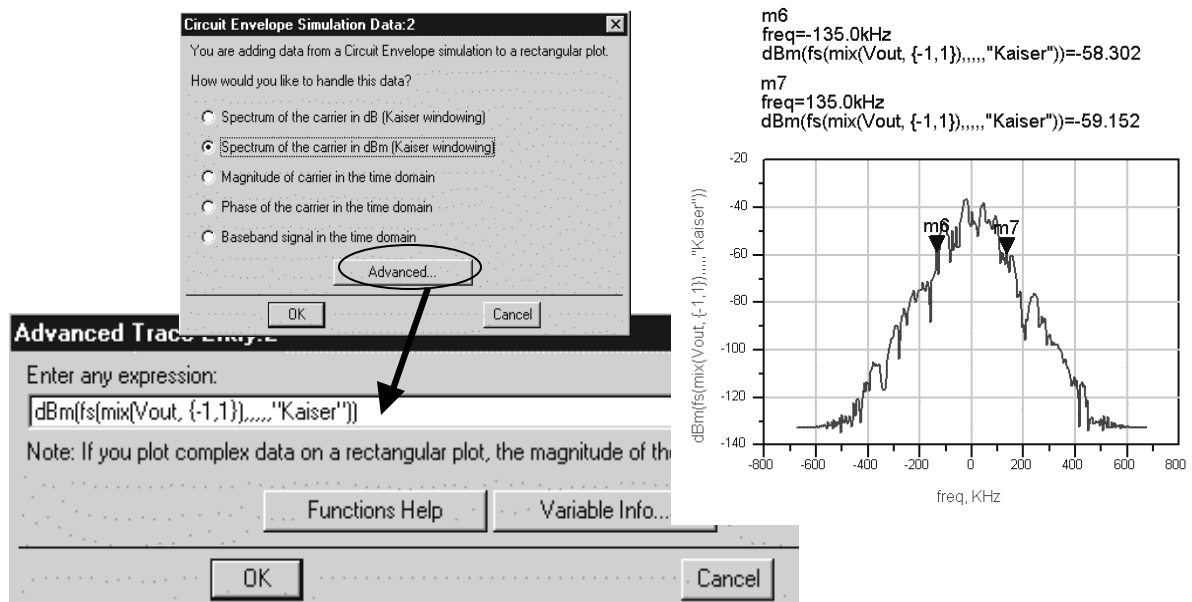 Circuit Envelope Simulation Data:2
You are adding data from a Circuit Envelope simulation to a rectangular plot.
How would you like to handle this data?
Spectrum of the carrier in dB (Kaiser windowing)
Spectrum of the carrier in dBm (Kaiser windowing)
Magnitude of carrier in the time domain
Phase of the carrier in the time domain
Baseband signal in the time domain
Advanced...
OK
Cancel
Advanced Trace Entry:2
Enter any expression:
dBm(fs(mix(Vout, {-1,1}),,,,,"Kaiser"))
Note: If you plot complex data on a rectangular plot, the magnitude of the
Functions Help
Variable Info...
OK
Cancel
m6
freq=-135.0kHz
dBm(fs(mix(Vout, {-1,1}),,,,,"Kaiser"))=-58.302
m7
freq=135.0kHz
dBm(fs(mix(Vout, {-1,1}),,,,,"Kaiser"))=-59.152
dBm(fs(mix(Vout, {-1,1}),,,,,"Kaiser"))
-20
-40
-60
-80
-100
-120
-140
m6
m7
-800
-600
-400
-200
0
200
400
600
800
freq, KHz